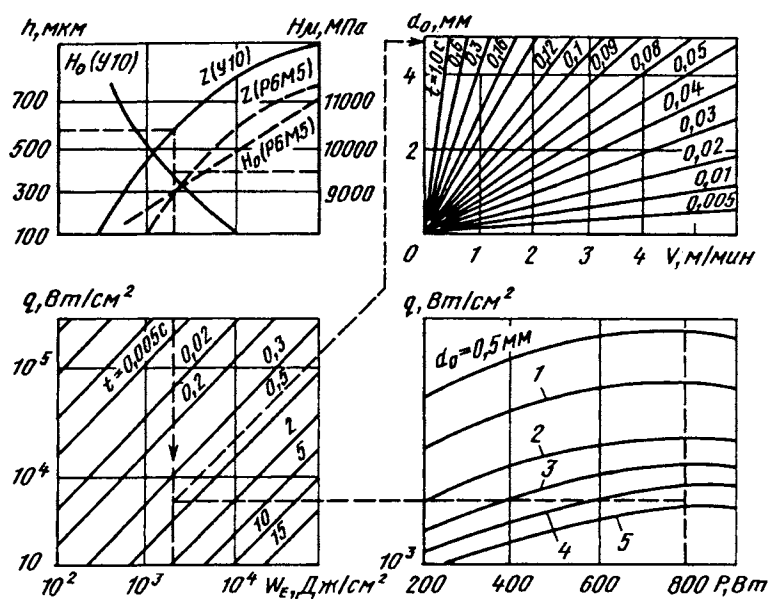 h, мкм
Hμ, МПа
H₀ (У10)
Z(У10)
Z(Р6М5)
H₀(Р6М5)
700
500
300
100
11000
10000
9000
d₀, мм
4
2
t=1,0с
0,6
0,3
0,16
0,12
0,1
0,09
0,08
0,05
0,04
0,03
0,02
0,01
0,005
0 1 2 3 4 V, м/мин
q, Вт/см²
10⁵
10⁴
10
t=0,005с
0,02
0,2
0,3
0,5
2
5
10
15
10² 10³ 10⁴ W_E, Дж/см²
q, Вт/см²
d₀=0,5мм
1
2
3
4
5
10³
200 400 600 800 P, Вт